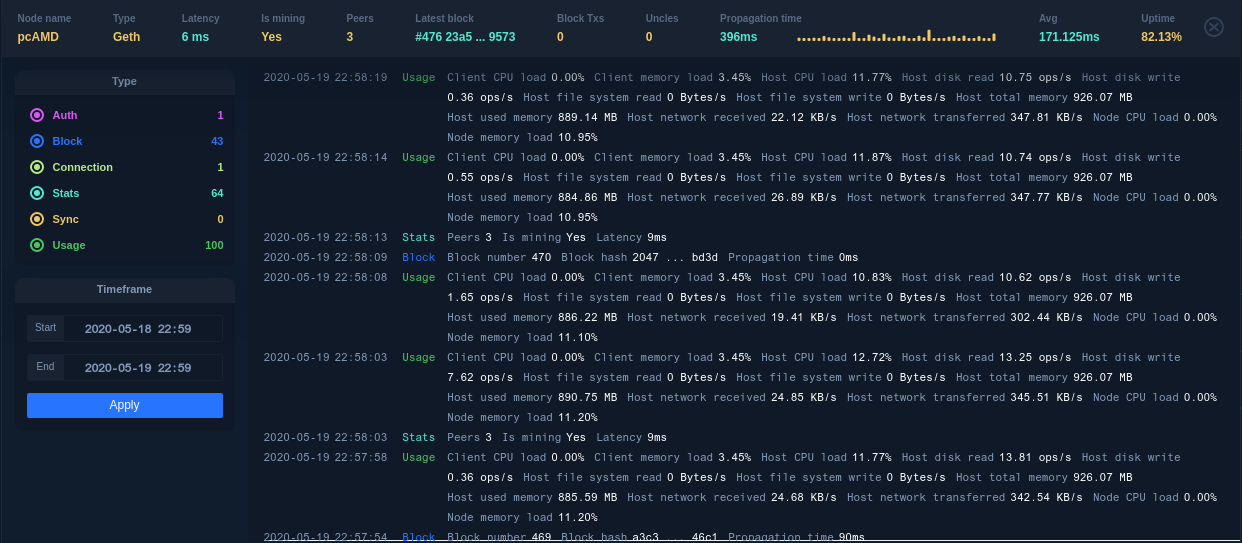 Node name Type Latency Is mining Peers Latest block Block Txs Uncles Propagation time Avg Uptime
pcAMD Geth 6 ms Yes 3 #476 23a5 ... 9573 0 0 396ms 171.125ms 82.13%
Type
Auth 1
Block 43
Connection 1
Stats 64
Sync 0
Usage 100
Timeframe
Start 2020-05-18 22:59
End 2020-05-19 22:59
Apply
2020-05-19 22:58:19 Usage Client CPU load 0.00% Client memory load 3.45% Host CPU load 11.77% Host disk read 10.75 ops/s Host disk write
0.36 ops/s Host file system read 0 Bytes/s Host file system write 0 Bytes/s Host total memory 926.07 MB
Host used memory 889.14 MB Host network received 22.12 KB/s Host network transferred 347.81 KB/s Node CPU load 0.00%
Node memory load 10.95%
2020-05-19 22:58:14 Usage Client CPU load 0.00% Client memory load 3.45% Host CPU load 11.87% Host disk read 10.74 ops/s Host disk write
0.55 ops/s Host file system read 0 Bytes/s Host file system write 0 Bytes/s Host total memory 926.07 MB
Host used memory 884.86 MB Host network received 26.89 KB/s Host network transferred 347.77 KB/s Node CPU load 0.00%
Node memory load 10.95%
2020-05-19 22:58:13 Stats Peers 3 Is mining Yes Latency 9ms
2020-05-19 22:58:09 Block Block number 470 Block hash 2047 ... bd3d Propagation time 0ms
2020-05-19 22:58:08 Usage Client CPU load 0.00% Client memory load 3.45% Host CPU load 10.83% Host disk read 10.62 ops/s Host disk write
1.65 ops/s Host file system read 0 Bytes/s Host file system write 0 Bytes/s Host total memory 926.07 MB
Host used memory 886.22 MB Host network received 19.41 KB/s Host network transferred 302.44 KB/s Node CPU load 0.00%
Node memory load 11.10%
2020-05-19 22:58:03 Usage Client CPU load 0.00% Client memory load 3.45% Host CPU load 12.72% Host disk read 13.25 ops/s Host disk write
7.62 ops/s Host file system read 0 Bytes/s Host file system write 0 Bytes/s Host total memory 926.07 MB
Host used memory 890.75 MB Host network received 24.85 KB/s Host network transferred 345.51 KB/s Node CPU load 0.00%
Node memory load 11.20%
2020-05-19 22:58:03 Stats Peers 3 Is mining Yes Latency 9ms
2020-05-19 22:57:58 Usage Client CPU load 0.00% Client memory load 3.45% Host CPU load 11.77% Host disk read 13.81 ops/s Host disk write
0.36 ops/s Host file system read 0 Bytes/s Host file system write 0 Bytes/s Host total memory 926.07 MB
Host used memory 885.59 MB Host network received 24.68 KB/s Host network transferred 342.54 KB/s Node CPU load 0.00%
Node memory load 11.20%
2020-05-19 22:57:54 Block Block number 469 Block hash a3c3 ... 46c1 Propagation time 90ms